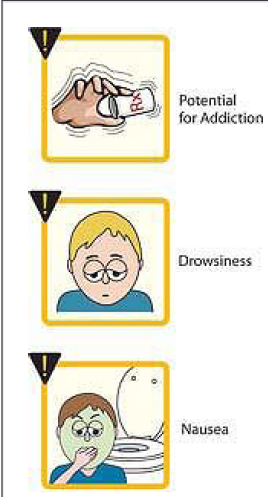 !
RX
Potential
for Addiction
!
Drowsiness
!
Nausea